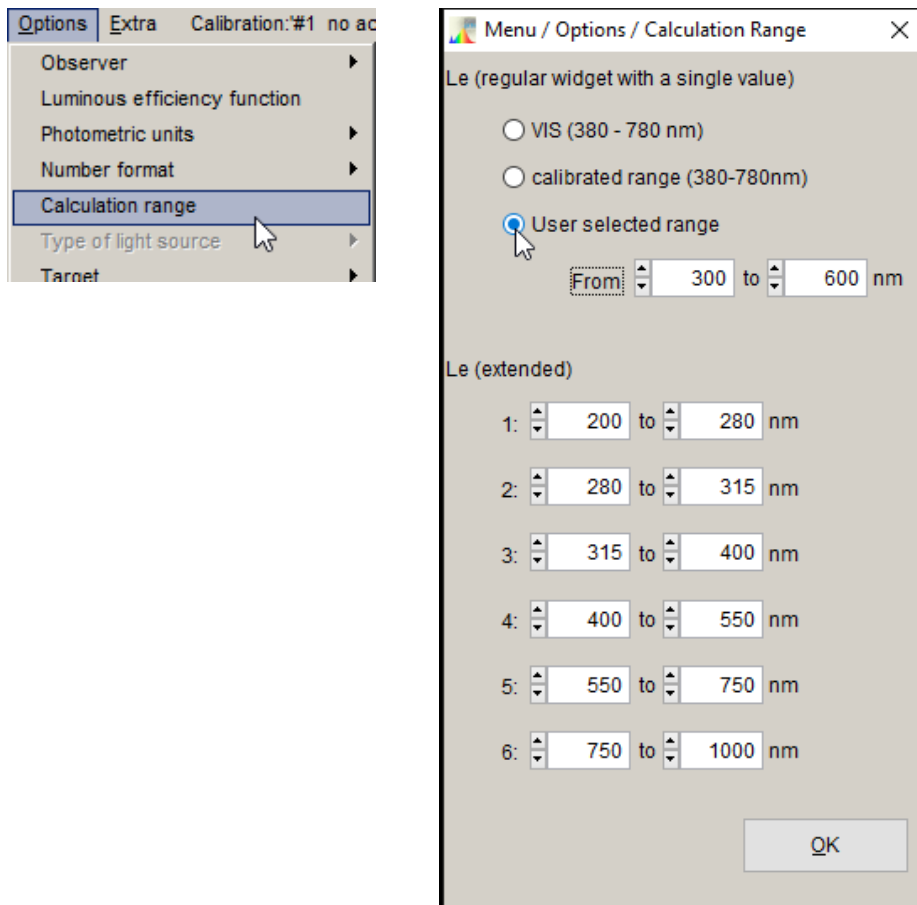 Options Extra Calibration:'#1 no ac
Observer
Luminous efficiency function
Photometric units
Number format
Calculation range
Type of light source
Target
Menu / Options / Calculation Range
Le (regular widget with a single value)
VIS (380 - 780 nm)
calibrated range (380-780nm)
User selected range
From 300 to 600 nm
Le (extended)
1: 200 to 280 nm
2: 280 to 315 nm
3: 315 to 400 nm
4: 400 to 550 nm
5: 550 to 750 nm
6: 750 to 1000 nm
OK